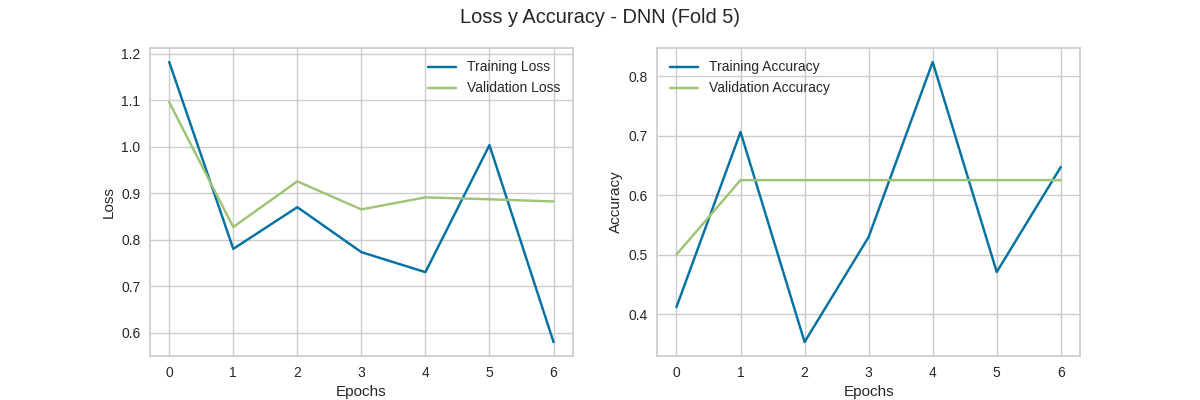 Loss y Accuracy - DNN (Fold 5)
1.2
1.1
1.0
0.9
0.8
0.7
0.6
Loss
0 1 2 3 4 5 6
Epochs
Training Loss
Validation Loss
0.8
0.7
0.6
0.5
0.4
Accuracy
0 1 2 3 4 5 6
Epochs
Training Accuracy
Validation Accuracy